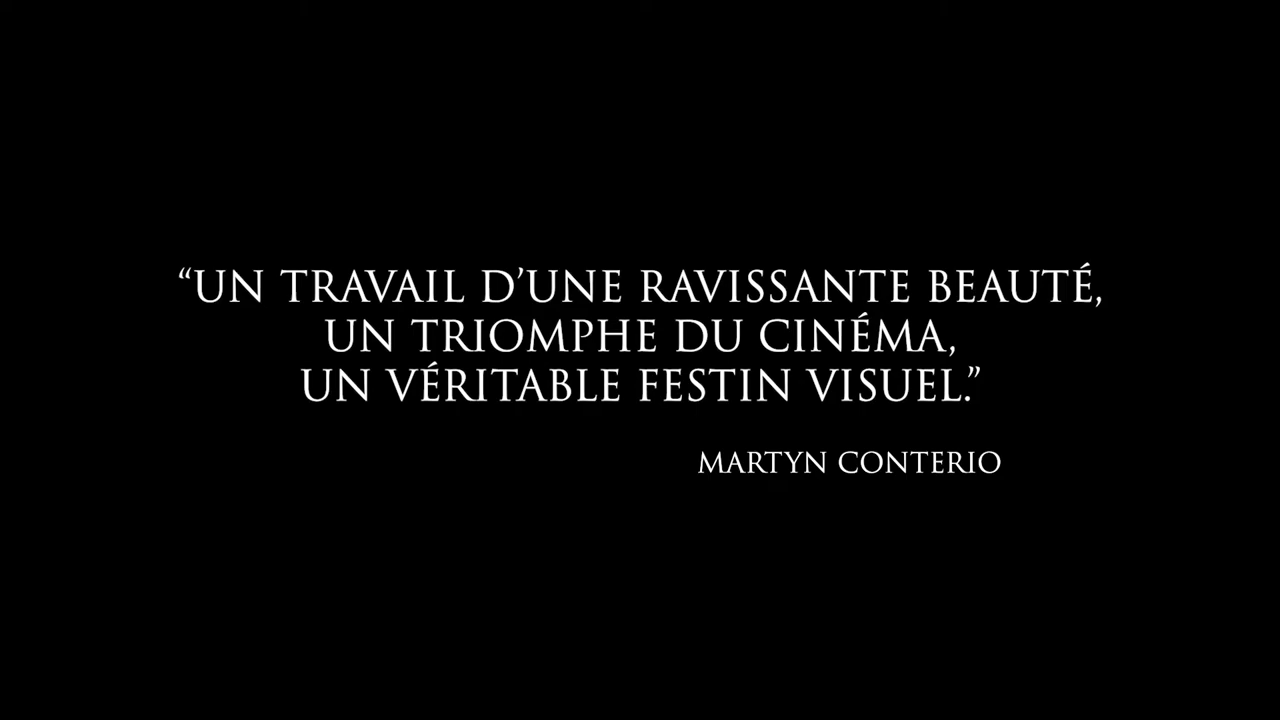 “UN TRAVAIL D’UNE RAVISSANTE BEAUTÉ,
UN TRIOMPHE DU CINÉMA,
UN VÉRITABLE FESTIN VISUEL.”
MARTYN CONTERIO